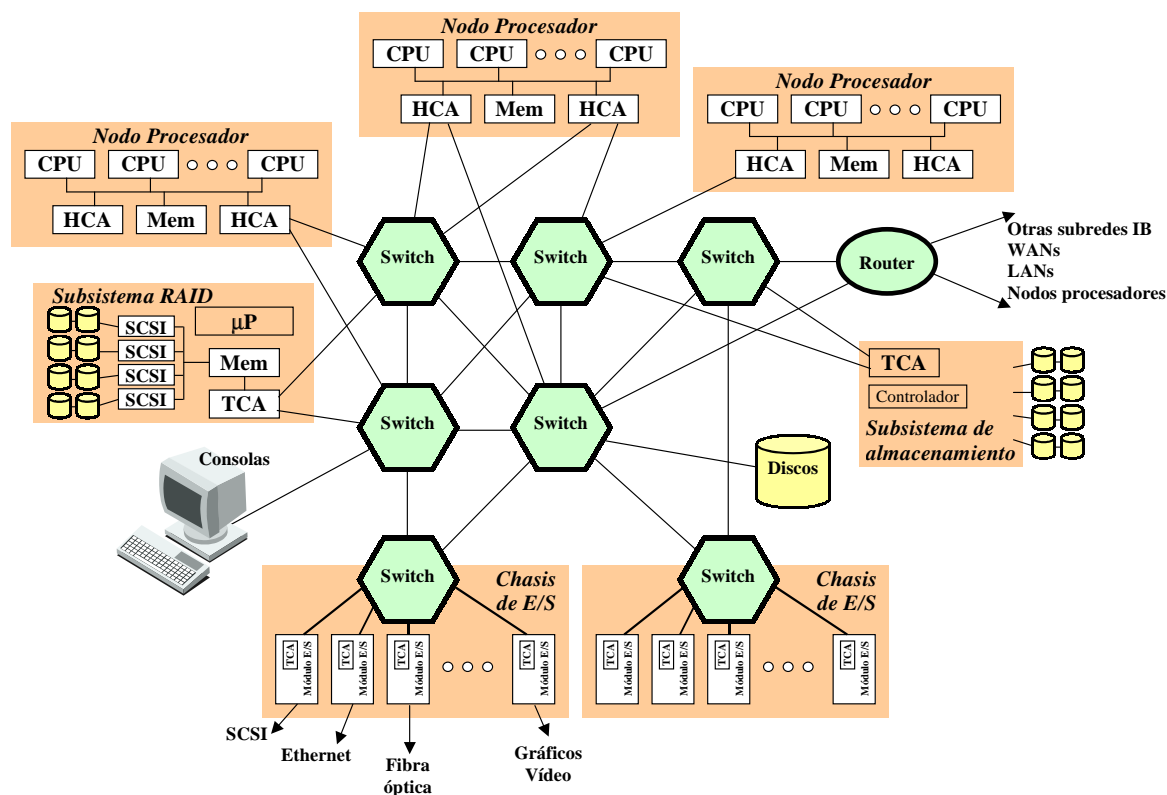 Nodo Procesador
CPU CPU CPU
HCA Mem HCA
Nodo Procesador
CPU CPU CPU
HCA Mem HCA
Nodo Procesador
CPU CPU CPU
HCA Mem HCA
Switch
Switch
Switch
Router
Otras subredes IB
WANs
LANs
Nodos procesadores
Subsistema RAID
SCSI
SCSI
SCSI
SCSI
μP
Mem
TCA
TCA
Controlador
Subsistema de
almacenamiento
Switch
Switch
Consolas
Discos
Switch
Chasis
de E/S
TCA
Módulo E/S
TCA
Módulo E/S
TCA
Módulo E/S
TCA
Módulo E/S
Switch
Chasis
de E/S
TCA
Módulo E/S
TCA
Módulo E/S
TCA
Módulo E/S
TCA
Módulo E/S
SCSI
Ethernet
Fibra
óptica
Gráficos
Vídeo